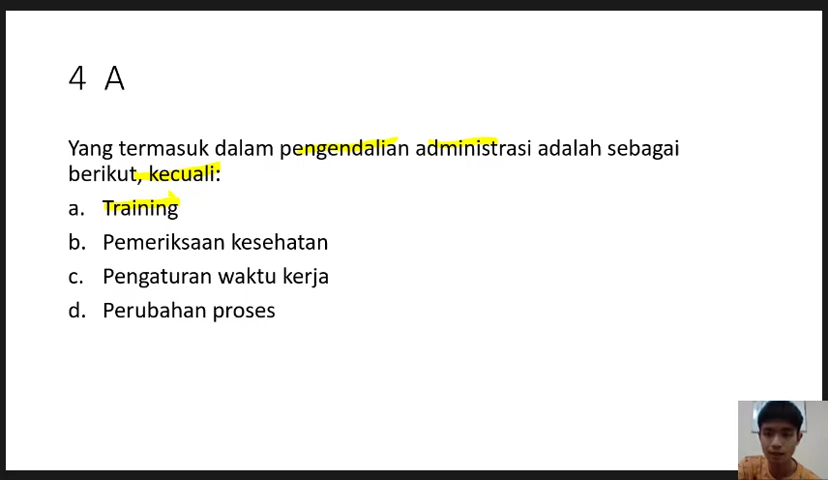 4 A
Yang termasuk dalam pengendalian administrasi adalah sebagai
berikut, kecuali:
a. Training
b. Pemeriksaan kesehatan
c. Pengaturan waktu kerja
d. Perubahan proses